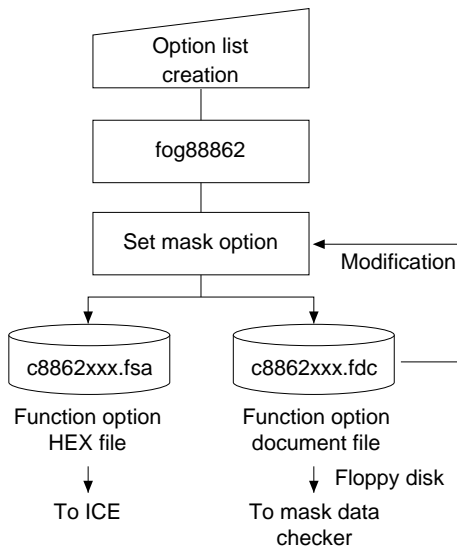 Option list
creation
fog88862
Set mask option
Modification
c8862xxx.fsa
c8862xxx.fdc
Function option
HEX file
Function option
document file
Floppy disk
To ICE
To mask data
checker